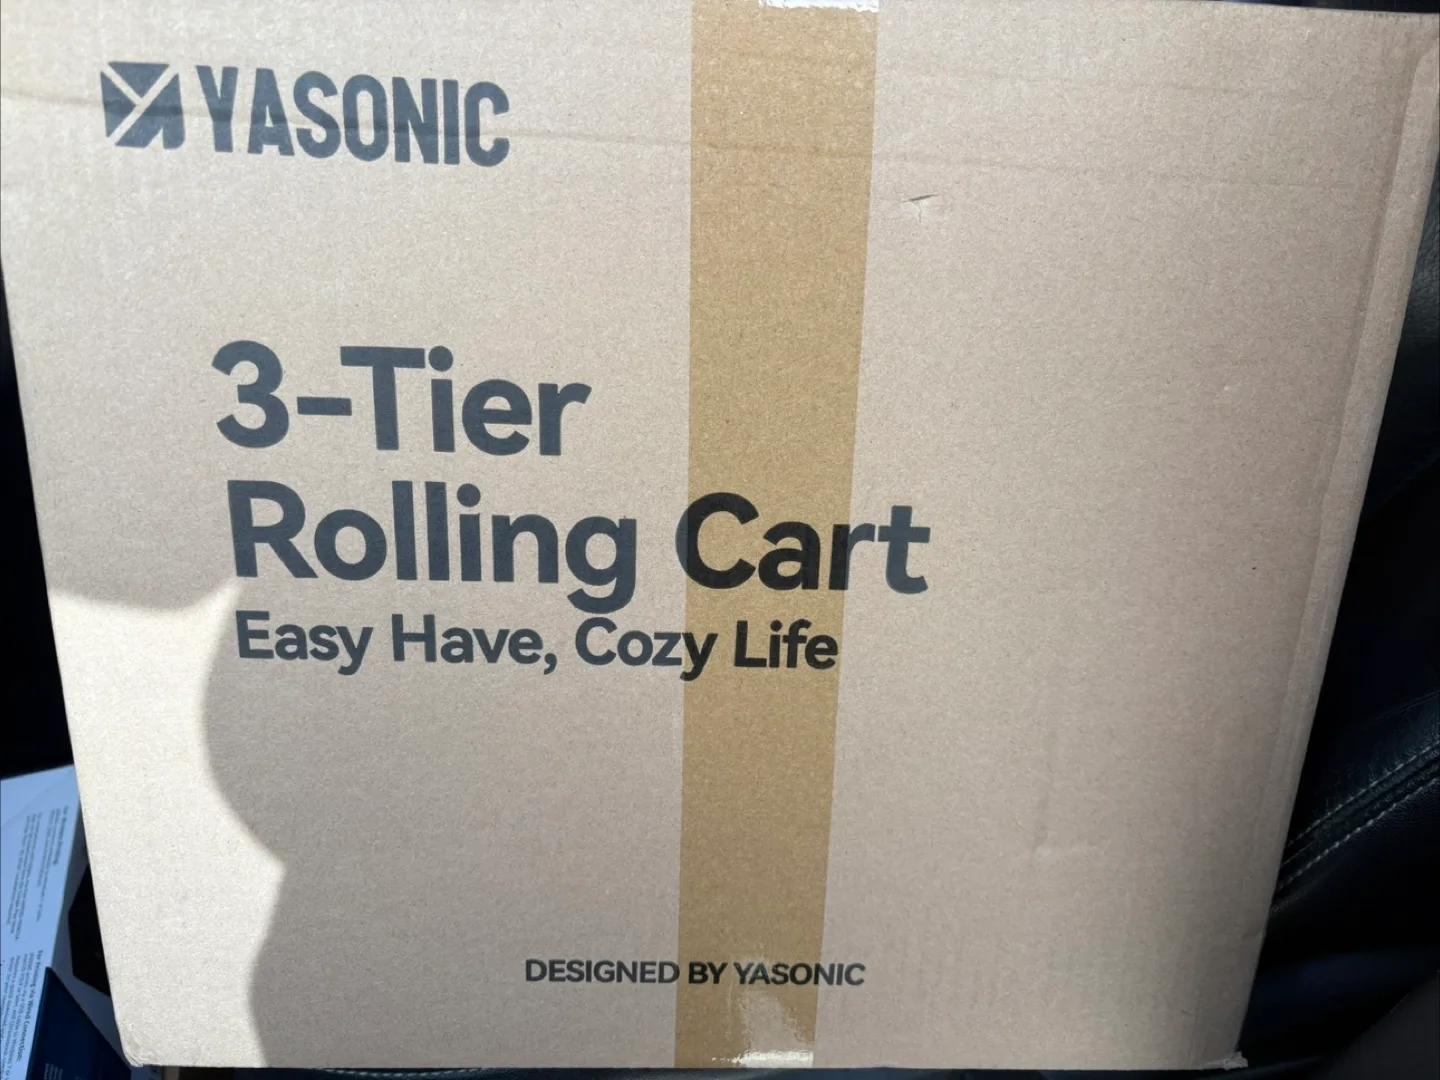 YASONIC
3-Tier
Rolling Cart
Easy Have, Cozy Life
DESIGNED BY YASONIC